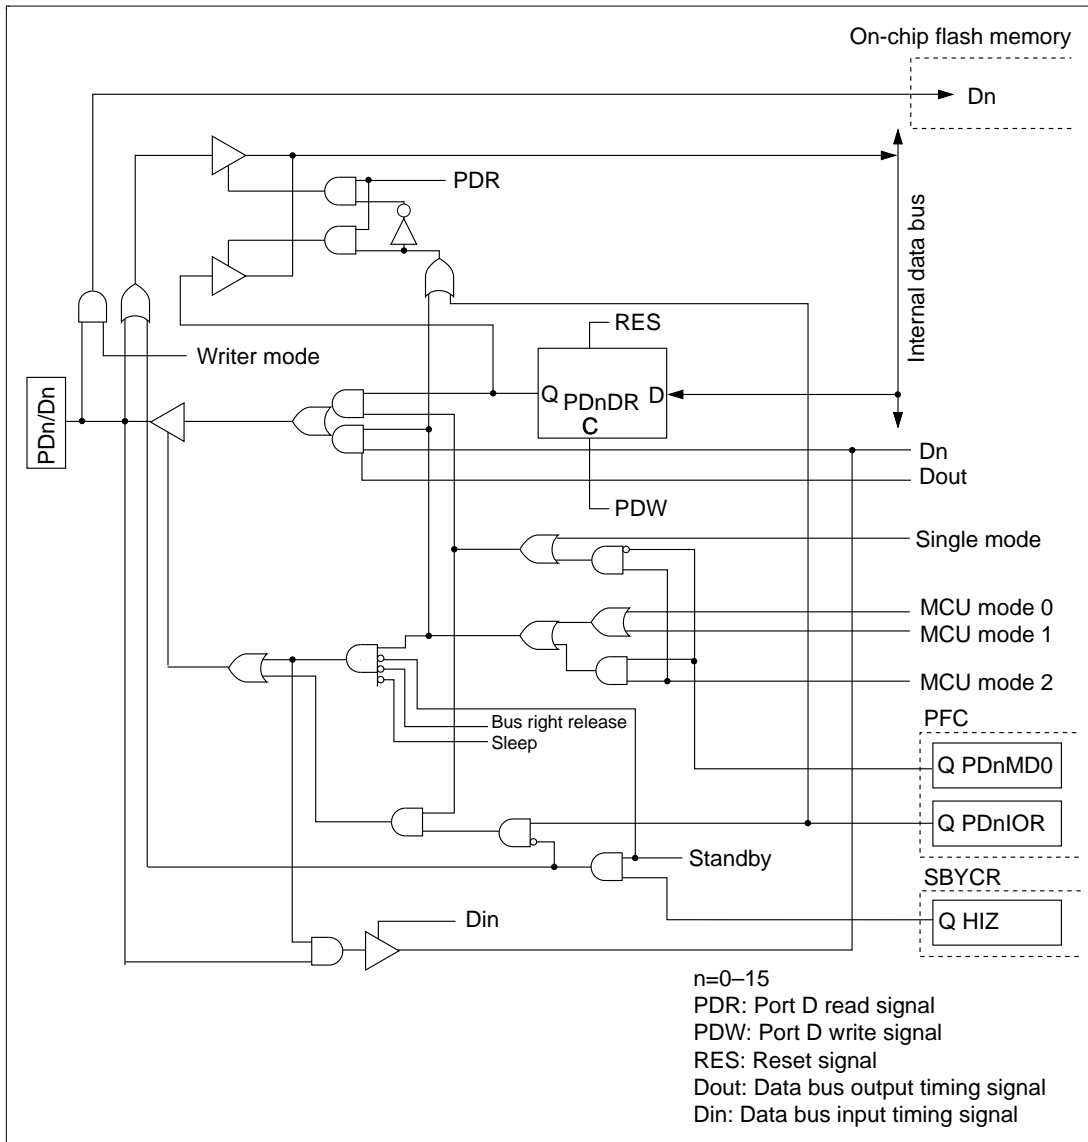 On-chip flash memory
Dn
PDR
Internal data bus
RES
Writer mode
PDn/Dn
Q PDnDR D
C
Dn
Dout
PDW
Single mode
MCU mode 0
MCU mode 1
MCU mode 2
Bus right release
Sleep
PFC
Q PDnMD0
Q PDnIOR
Standby
SBYCR
Q HIZ
Din
n=0–15
PDR: Port D read signal
PDW: Port D write signal
RES: Reset signal
Dout: Data bus output timing signal
Din: Data bus input timing signal